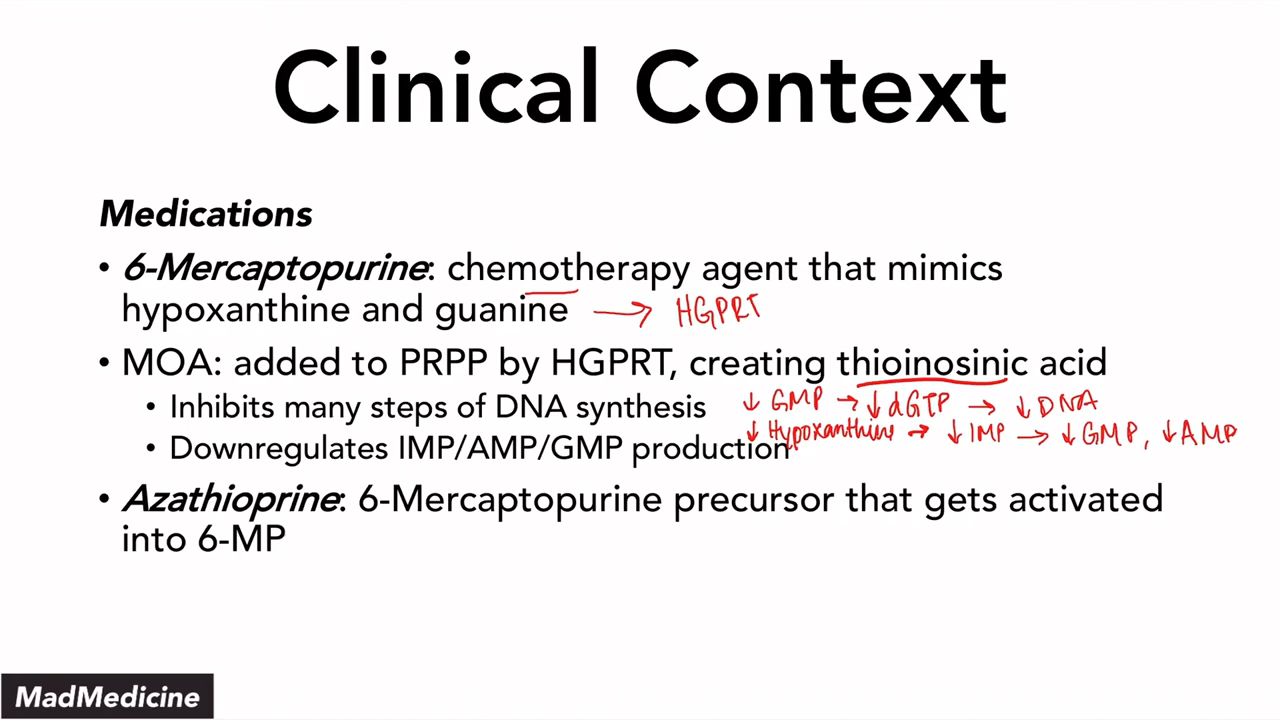 Clinical Context
Medications
• 6-Mercaptopurine: chemotherapy agent that mimics
hypoxanthine and guanine → HGPRT
• MOA: added to PRPP by HGPRT, creating thioinosinic acid
• Inhibits many steps of DNA synthesis ↓ GMP → ↓ dGTP → ↓ DNA
↓ Hypoxanthine → ↓ IMP → ↓ GMP, ↓ AMP
• Downregulates IMP/AMP/GMP production
• Azathioprine: 6-Mercaptopurine precursor that gets activated
into 6-MP
MadMedicine